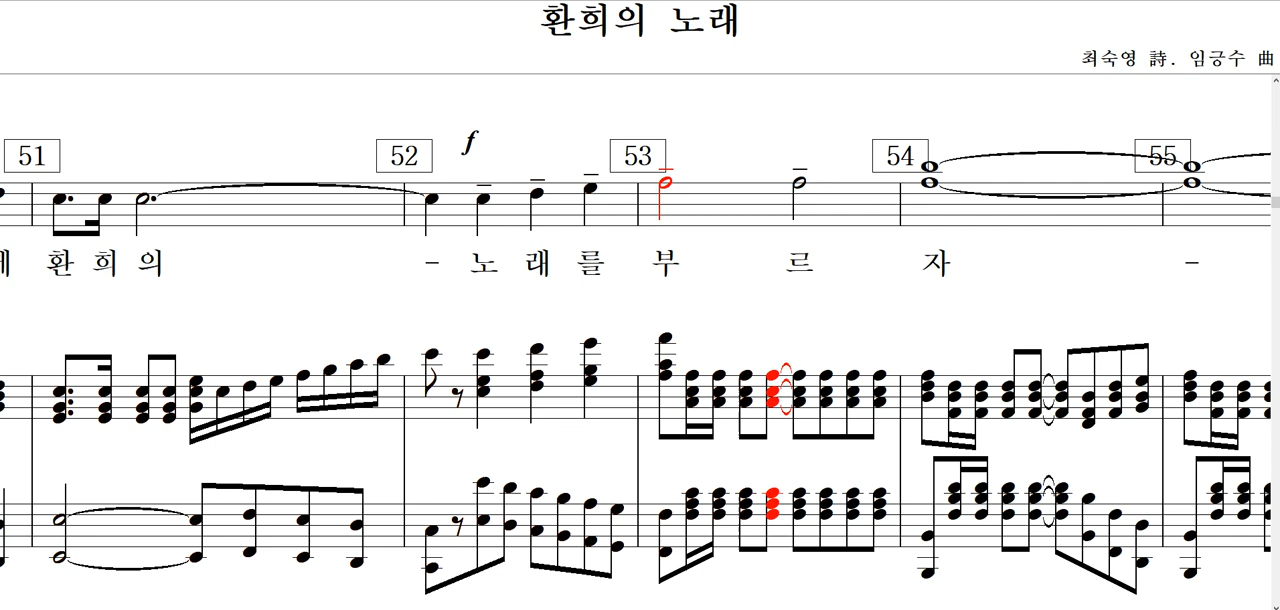 환희의 노래
최숙영 詩. 임긍수 曲
51 52 f 53 54 55
환 희 의 - 노 래 를 부 르 자 -